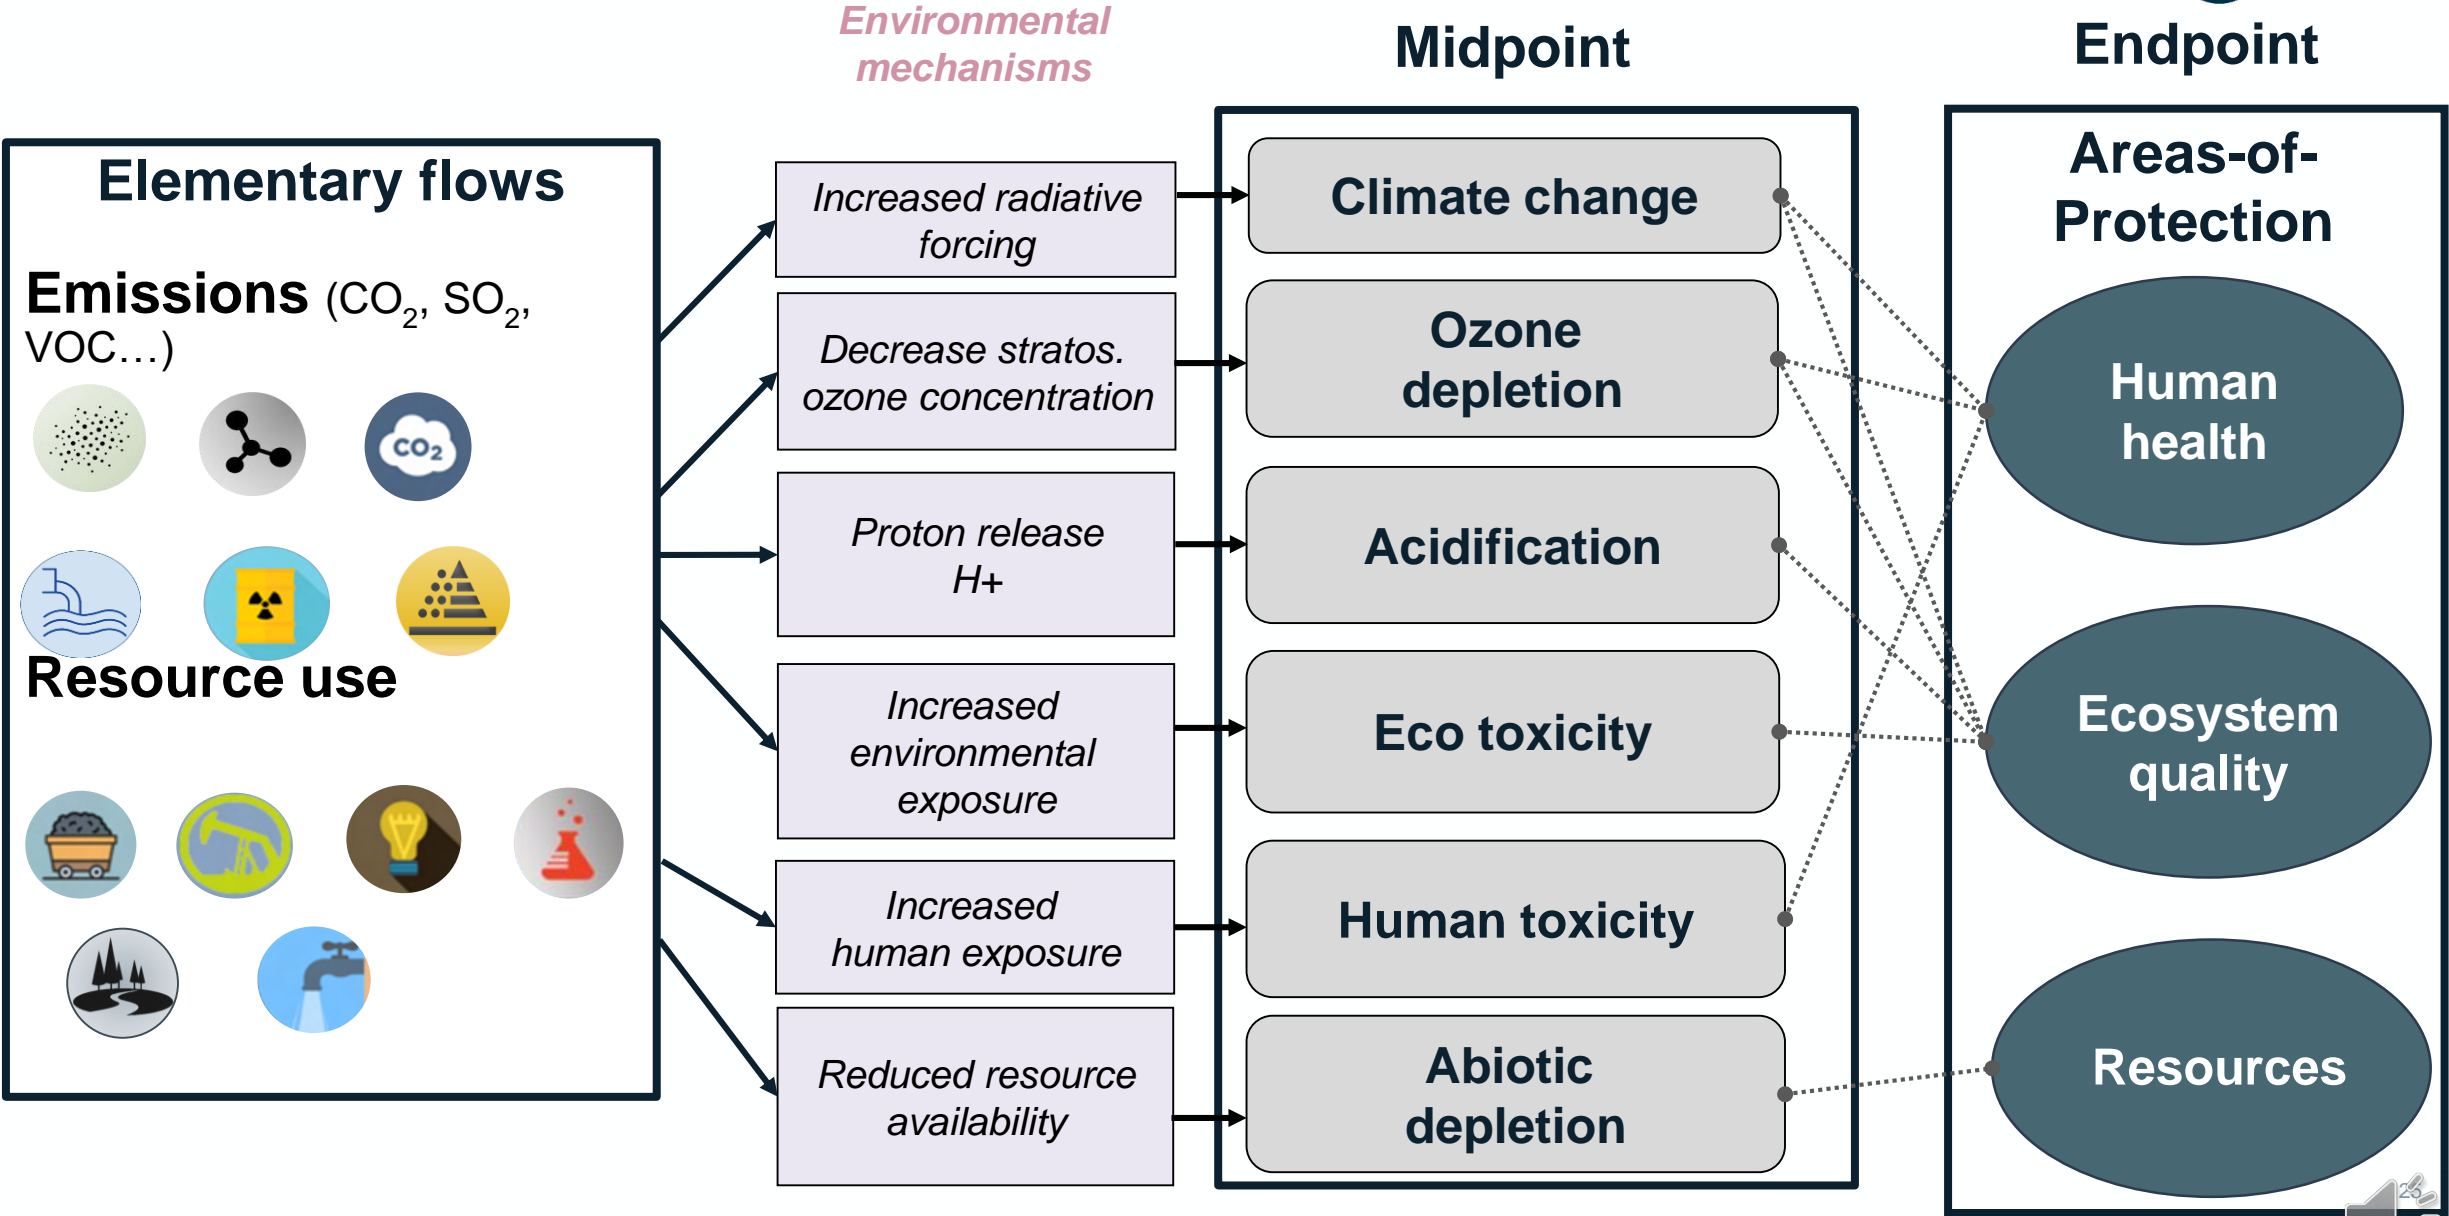 Environmental
mechanisms
Midpoint
Endpoint
Elementary flows
Emissions (CO₂, SO₂,
VOC…)
CO₂
Resource use
Increased radiative
forcing
Decrease stratos.
ozone concentration
Proton release
H+
Increased
environmental
exposure
Increased
human exposure
Reduced resource
availability
Climate change
Ozone
depletion
Acidification
Eco toxicity
Human toxicity
Abiotic
depletion
Areas-of-
Protection
Human
health
Ecosystem
quality
Resources